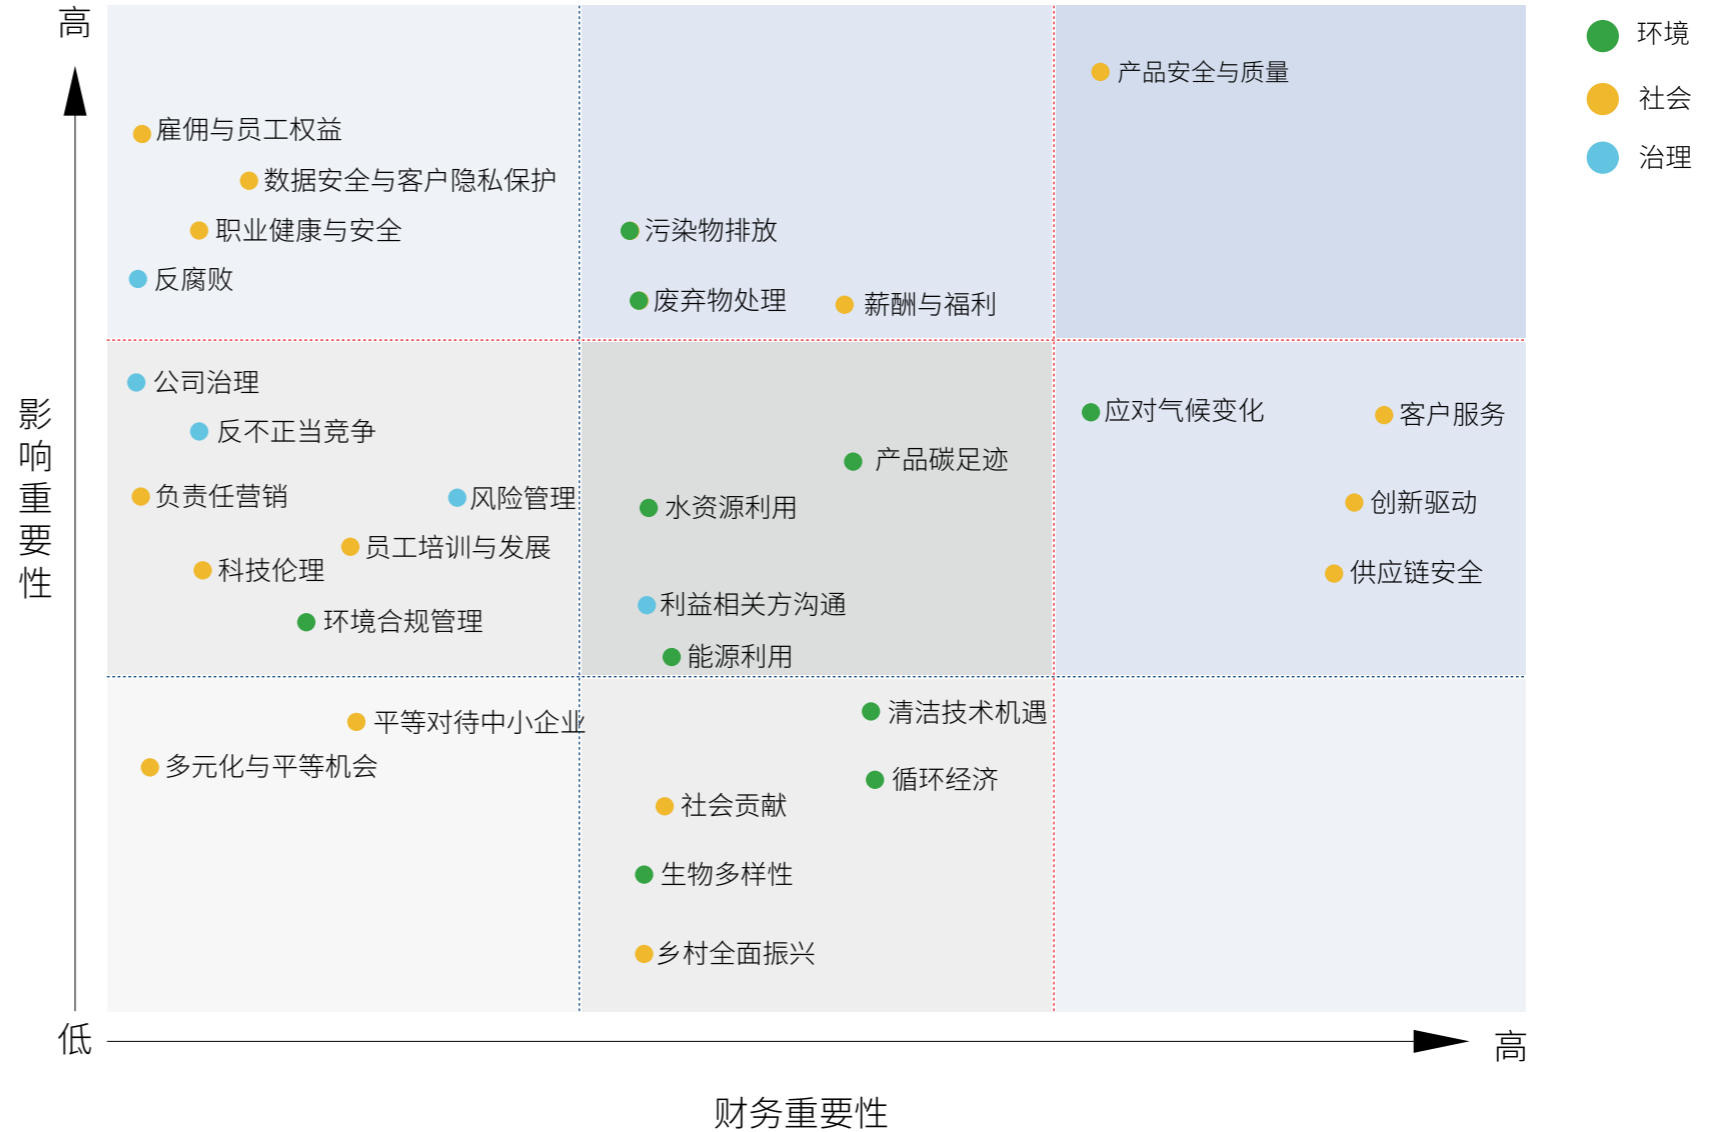 高
环境
产品安全与质量
社会
雇佣与员工权益
治理
数据安全与客户隐私保护
职业健康与安全
污染物排放
反腐败
废弃物处理
薪酬与福利
公司治理
应对气候变化
客户服务
反不正当竞争
产品碳足迹
影响重要性
负责任营销
风险管理
水资源利用
创新驱动
员工培训与发展
科技伦理
供应链安全
环境合规管理
利益相关方沟通
能源利用
平等对待中小企业
清洁技术机遇
多元化与平等机会
循环经济
社会贡献
生物多样性
乡村全面振兴
低
高
财务重要性